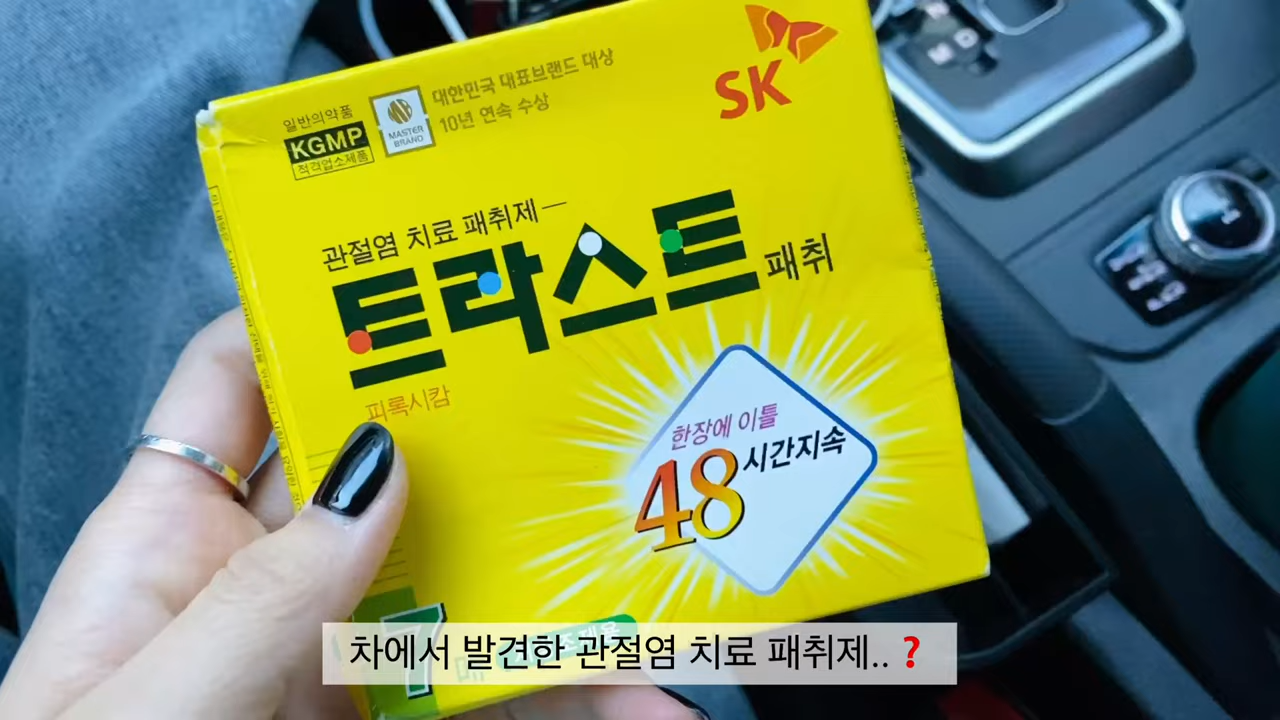 일반의약품
KGMP
적격업소제품
MASTER
BRAND
대한민국 대표브랜드 대상
10년 연속 수상
SK
관절염 치료 패취제
트라스트 패취
피록시캄
한장에 이틀
48시간지속
7
차에서 발견한 관절염 치료 패취제.. ❓